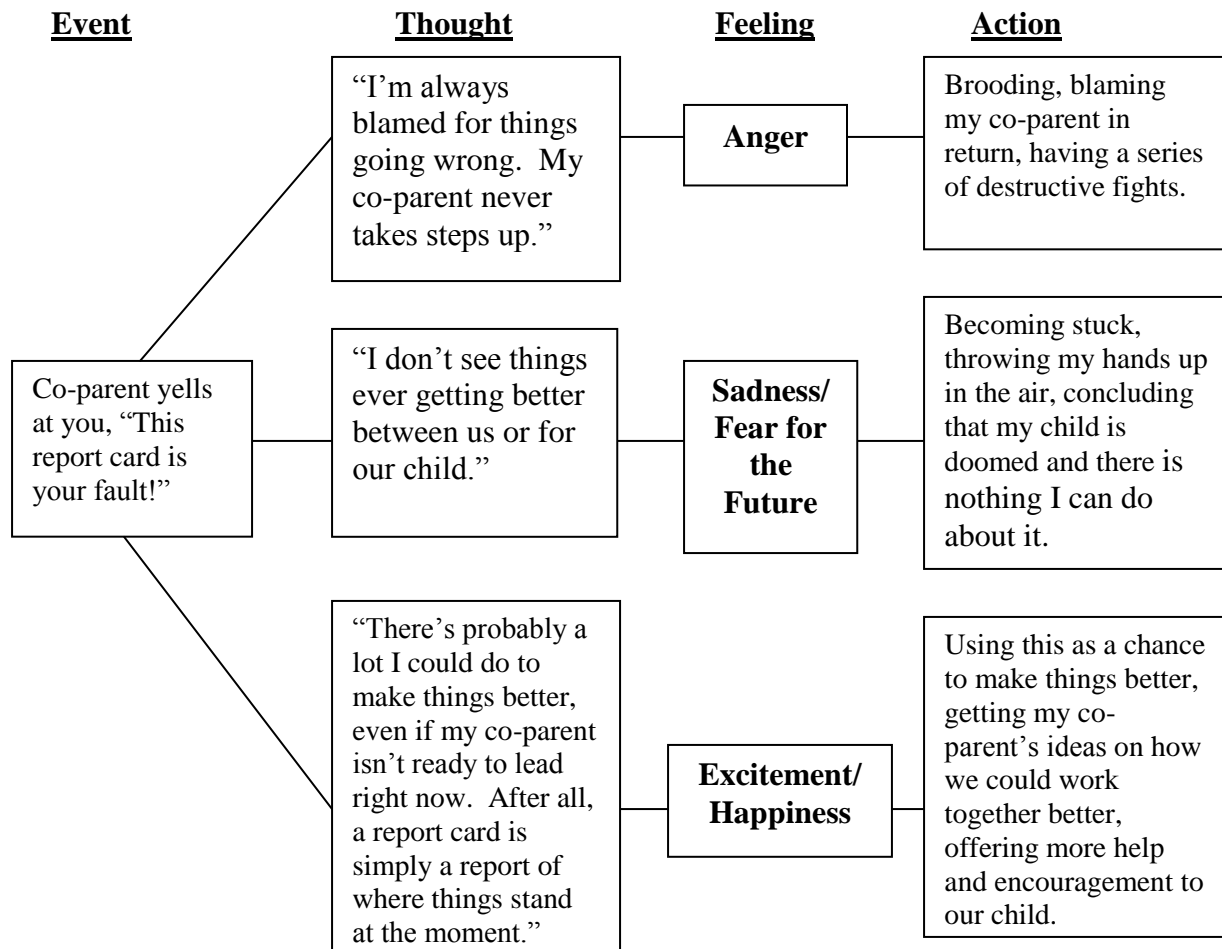 Event
Thought
Feeling
Action
“I’m always
blamed for things
going wrong.  My
co-parent never
takes steps up.”
Anger
Brooding, blaming
my co-parent in
return, having a series
of destructive fights.
Co-parent yells
at you, “This
report card is
your fault!”
“I don’t see things
ever getting better
between us or for
our child.”
Sadness/
Fear for
the
Future
Becoming stuck,
throwing my hands up
in the air, concluding
that my child is
doomed and there is
nothing I can do
about it.
“There’s probably a
lot I could do to
make things better,
even if my co-parent
isn’t ready to lead
right now.  After all,
a report card is
simply a report of
where things stand
at the moment.”
Excitement/
Happiness
Using this as a chance
to make things better,
getting my co-
parent’s ideas on how
we could work
together better,
offering more help
and encouragement to
our child.